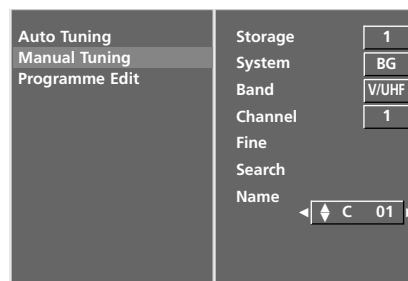 Auto Tuning
Manual Tuning
Programme Edit
Storage 1
System BG
Band V/UHF
Channel 1
Fine
Search
Name
C 01